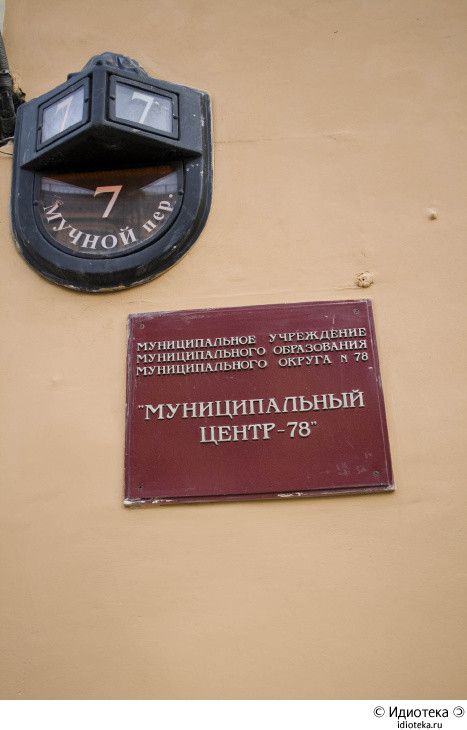 7 7
7
Мучной пер.
МУНИЦИПАЛЬНОЕ УЧРЕЖДЕНИЕ
МУНИЦИПАЛЬНОГО ОБРАЗОВАНИЯ
МУНИЦИПАЛЬНОГО ОКРУГА N 78
"МУНИЦИПАЛЬНЫЙ
ЦЕНТР-78"
© Идиотека ☽
idioteka.ru